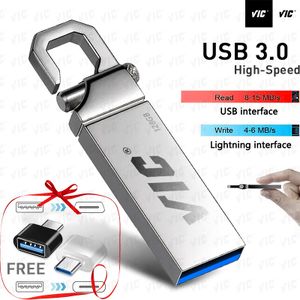 VIC VIC
USB 3.0
High-Speed
Read 8-15 MB/s
USB interface
Write 4-6 MB/s
Lightning interface
128GB
VIC
®
FREE